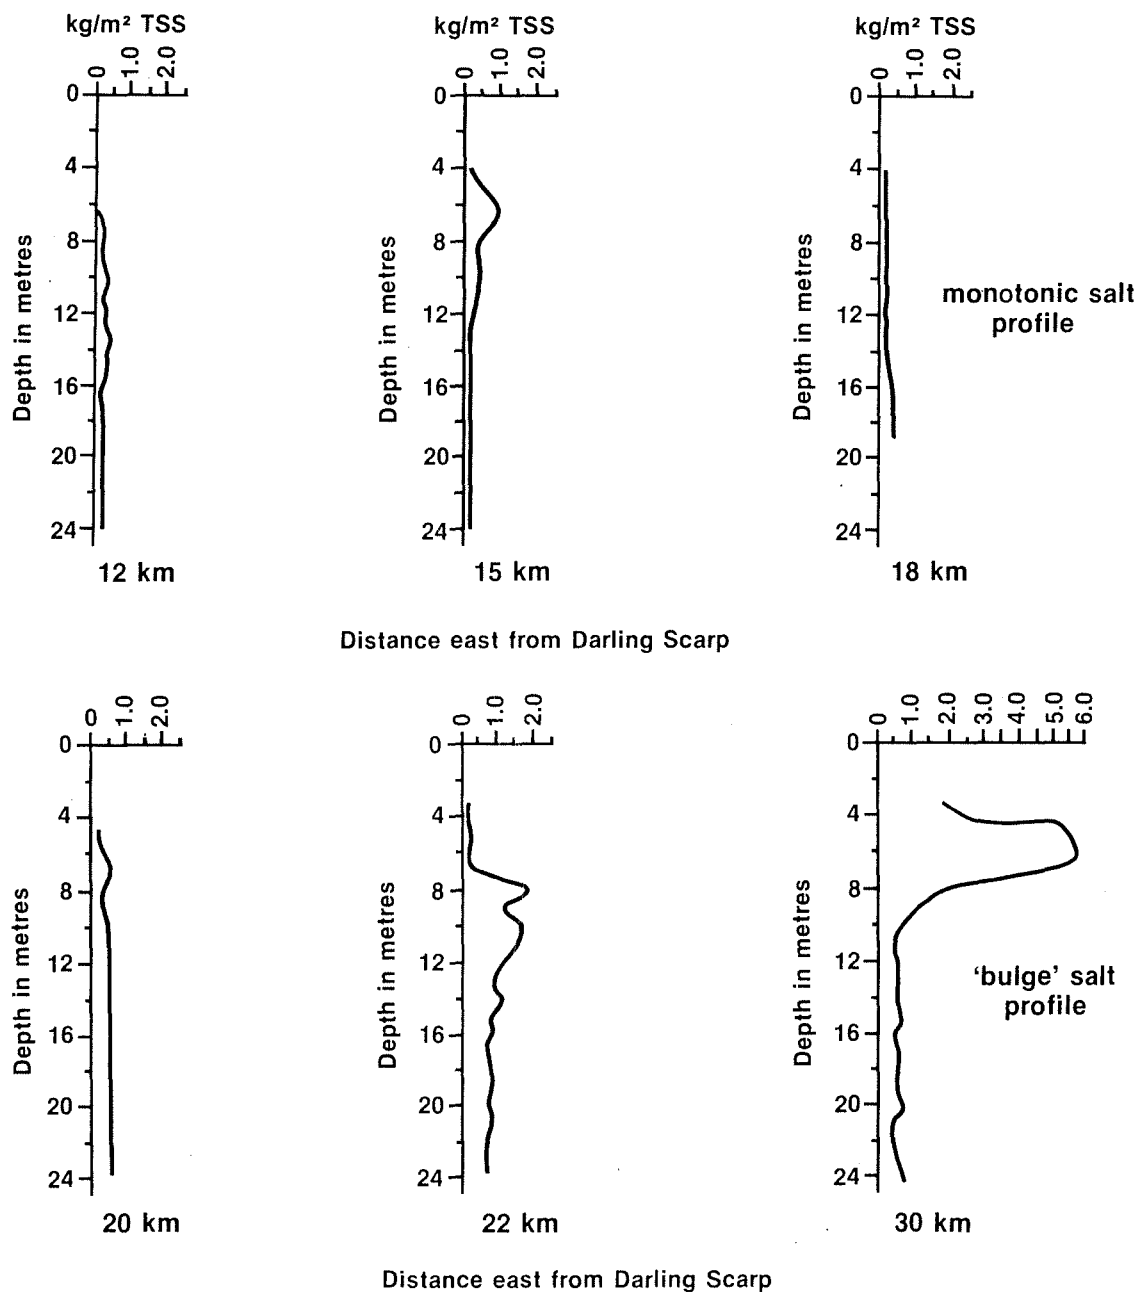 kg/m² TSS
0 1.0 2.0
0
4
8
12
16
20
24
Depth in metres
12 km
kg/m² TSS
0 1.0 2.0
0
4
8
12
16
20
24
Depth in metres
15 km
kg/m² TSS
0 1.0 2.0
0
4
8
12
16
20
24
Depth in metres
monotonic salt
profile
18 km
Distance east from Darling Scarp
0 1.0 2.0
0
4
8
12
16
20
24
Depth in metres
20 km
0 1.0 2.0
0
4
8
12
16
20
24
Depth in metres
22 km
0 1.0 2.0 3.0 4.0 5.0 6.0
0
4
8
12
16
20
24
Depth in metres
‘bulge’ salt
profile
30 km
Distance east from Darling Scarp